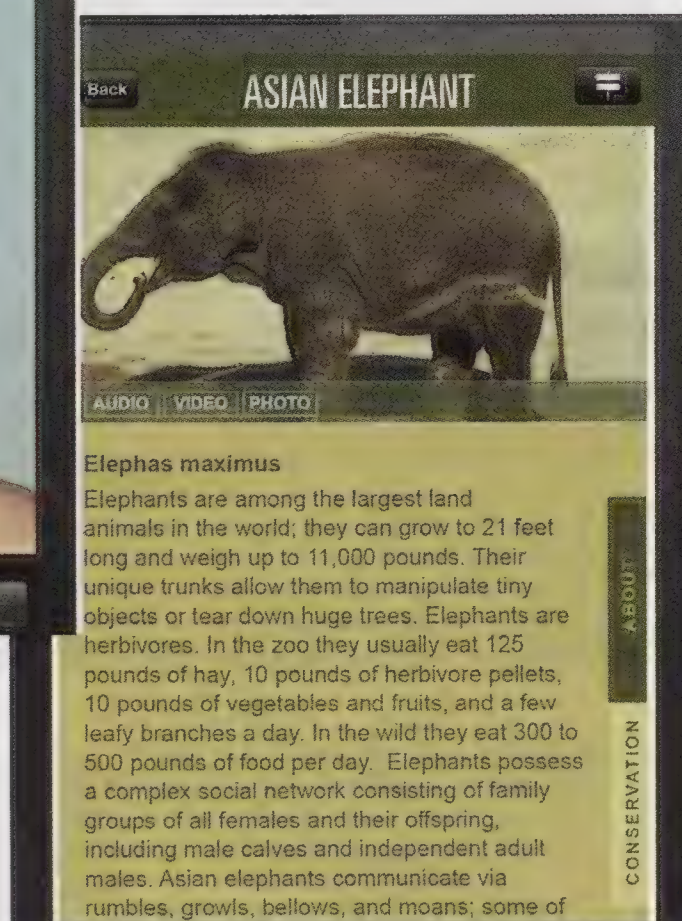 Back
ASIAN ELEPHANT
AUDIO VIDEO PHOTO
Elephas maximus
Elephants are among the largest land
animals in the world; they can grow to 21 feet
long and weigh up to 11,000 pounds. Their
unique trunks allow them to manipulate tiny
objects or tear down huge trees. Elephants are
herbivores. In the zoo they usually eat 125
pounds of hay, 10 pounds of herbivore pellets,
10 pounds of vegetables and fruits, and a few
leafy branches a day. In the wild they eat 300 to
500 pounds of food per day. Elephants possess
a complex social network consisting of family
groups of all females and their offspring,
including male calves and independent adult
males. Asian elephants communicate via
rumbles, growls, bellows, and moans; some of
ABOUT
CONSERVATION